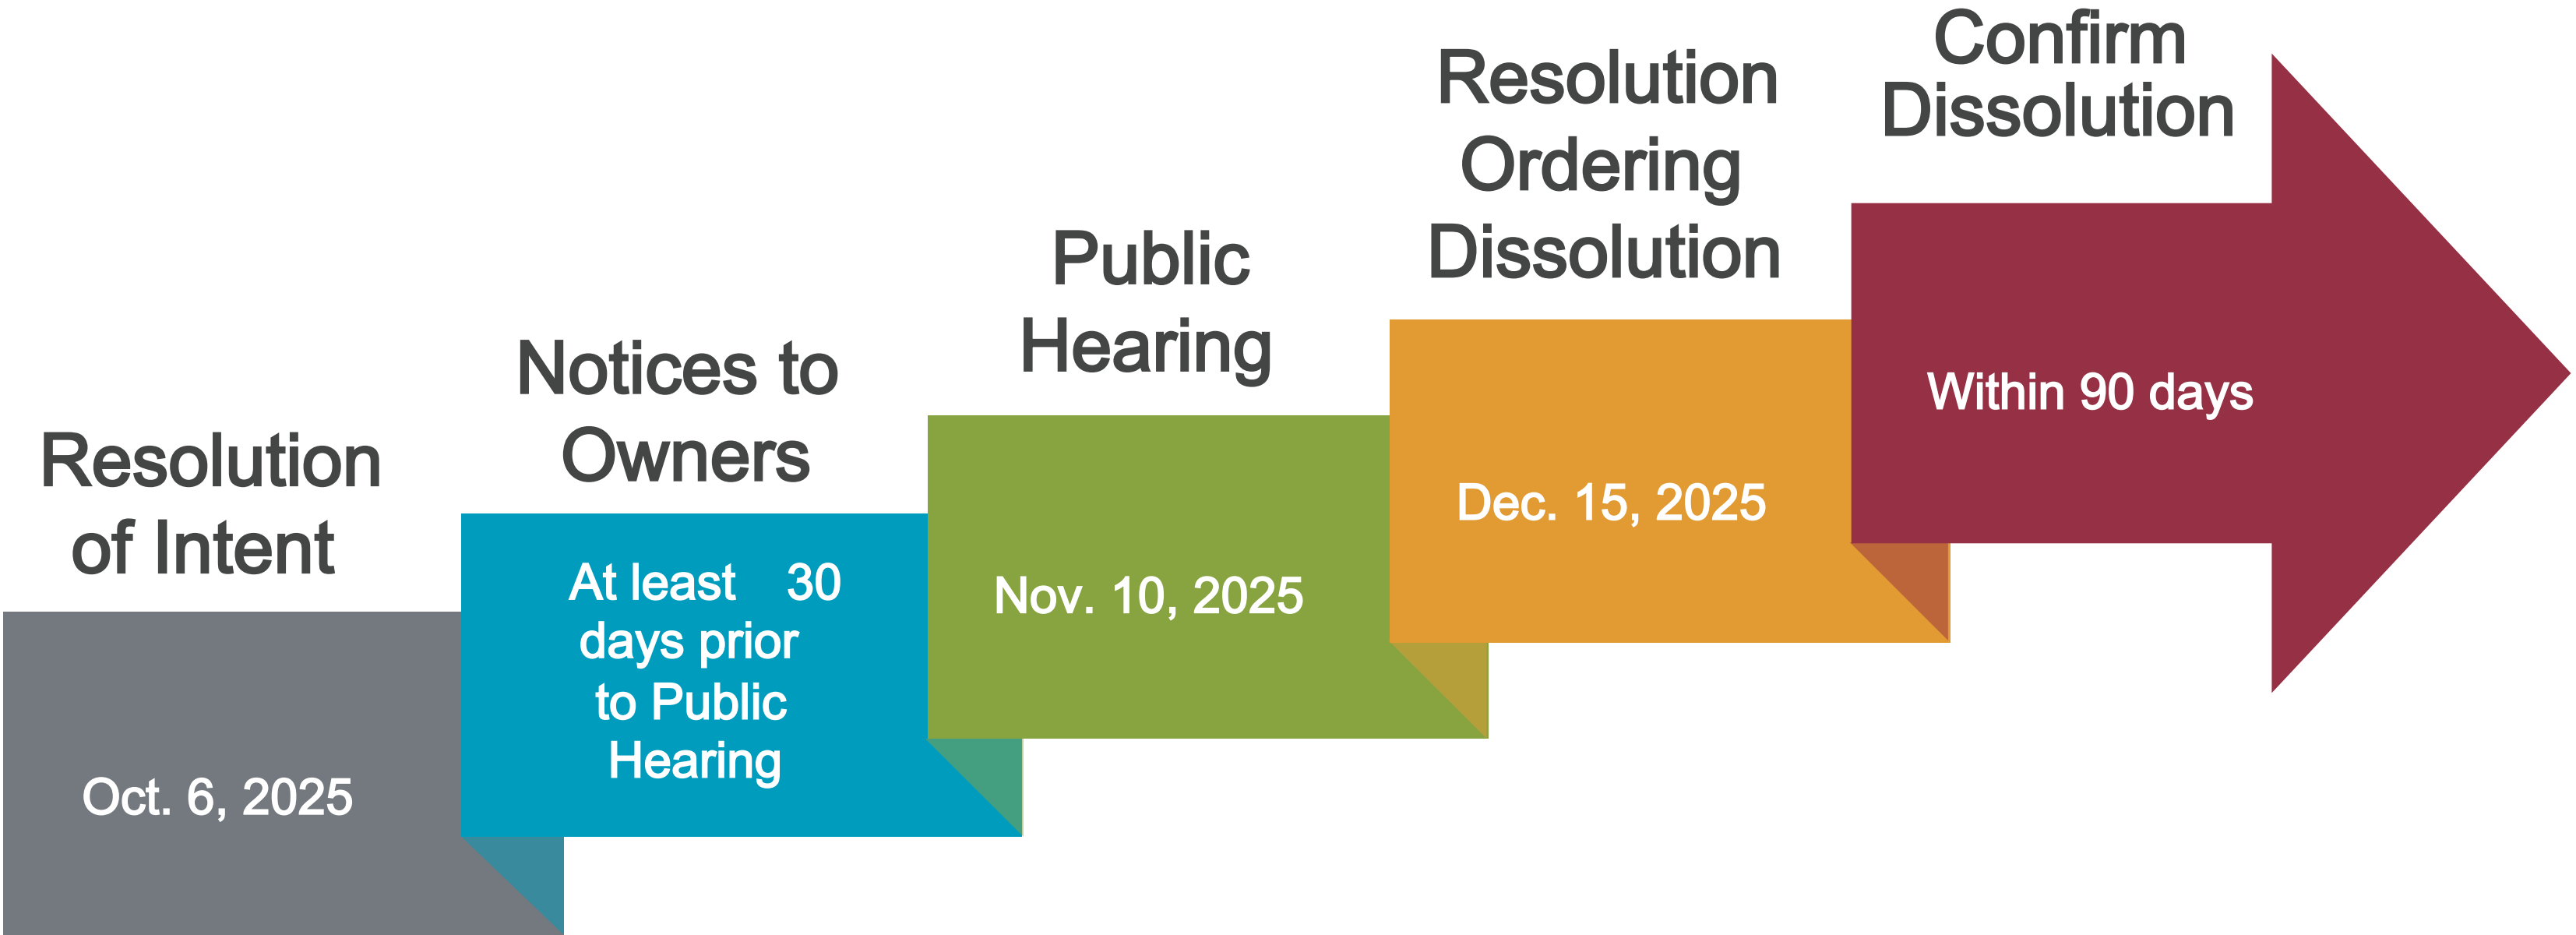 Resolution
of Intent
Oct. 6, 2025
Notices to
Owners
At least 30
days prior
to Public
Hearing
Public
Hearing
Nov. 10, 2025
Resolution
Ordering
Dissolution
Dec. 15, 2025
Confirm
Dissolution
Within 90 days